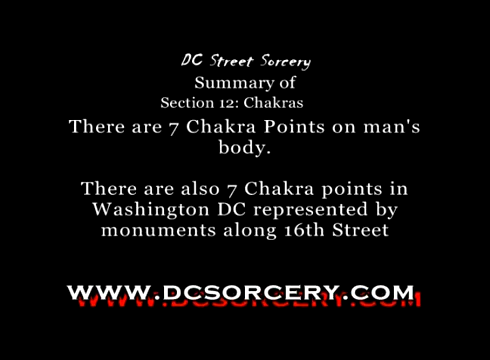 DC Street Sorcery
Summary of
Section 12: Chakras
There are 7 Chakra Points on man's
body.
There are also 7 Chakra points in
Washington DC represented by
monuments along 16th Street
WWW.DCSORCERY.COM